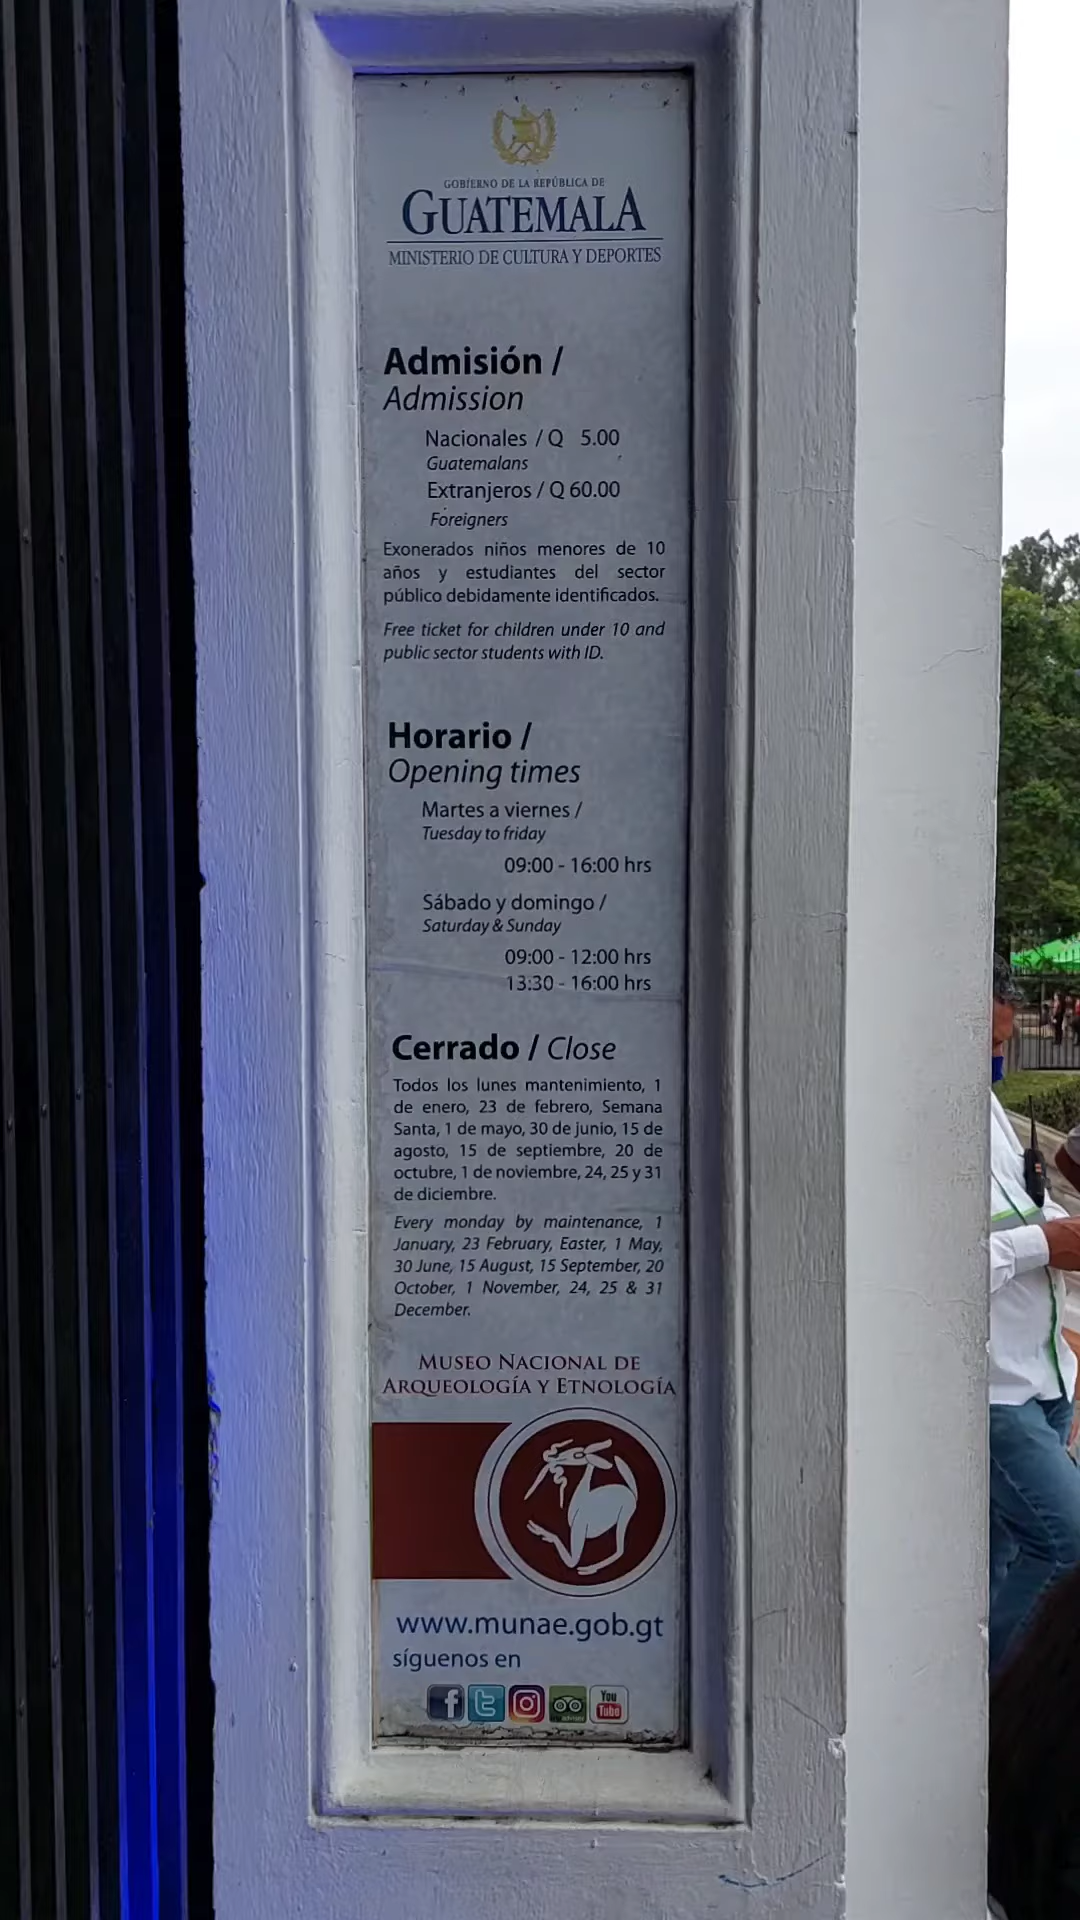 GOBIERNO DE LA REPÚBLICA DE
GUATEMALA
MINISTERIO DE CULTURA Y DEPORTES
Admisión /
Admission
Nacionales / Q 5.00
Guatemalans
Extranjeros / Q 60.00
Foreigners
Exonerados niños menores de 10
años y estudiantes del sector
público debidamente identificados.
Free ticket for children under 10 and
public sector students with ID.
Horario /
Opening times
Martes a viernes /
Tuesday to friday
09:00 - 16:00 hrs
Sábado y domingo /
Saturday & Sunday
09:00 - 12:00 hrs
13:30 - 16:00 hrs
Cerrado / Close
Todos los lunes mantenimiento, 1
de enero, 23 de febrero, Semana
Santa, 1 de mayo, 30 de junio, 15 de
agosto, 15 de septiembre, 20 de
octubre, 1 de noviembre, 24, 25 y 31
de diciembre.
Every monday by maintenance, 1
January, 23 February, Easter, 1 May,
30 June, 15 August, 15 September, 20
October, 1 November, 24, 25 & 31
December.
MUSEO NACIONAL DE
ARQUEOLOGÍA Y ETNOLOGÍA
www.munae.gob.gt
síguenos en
You
Tube